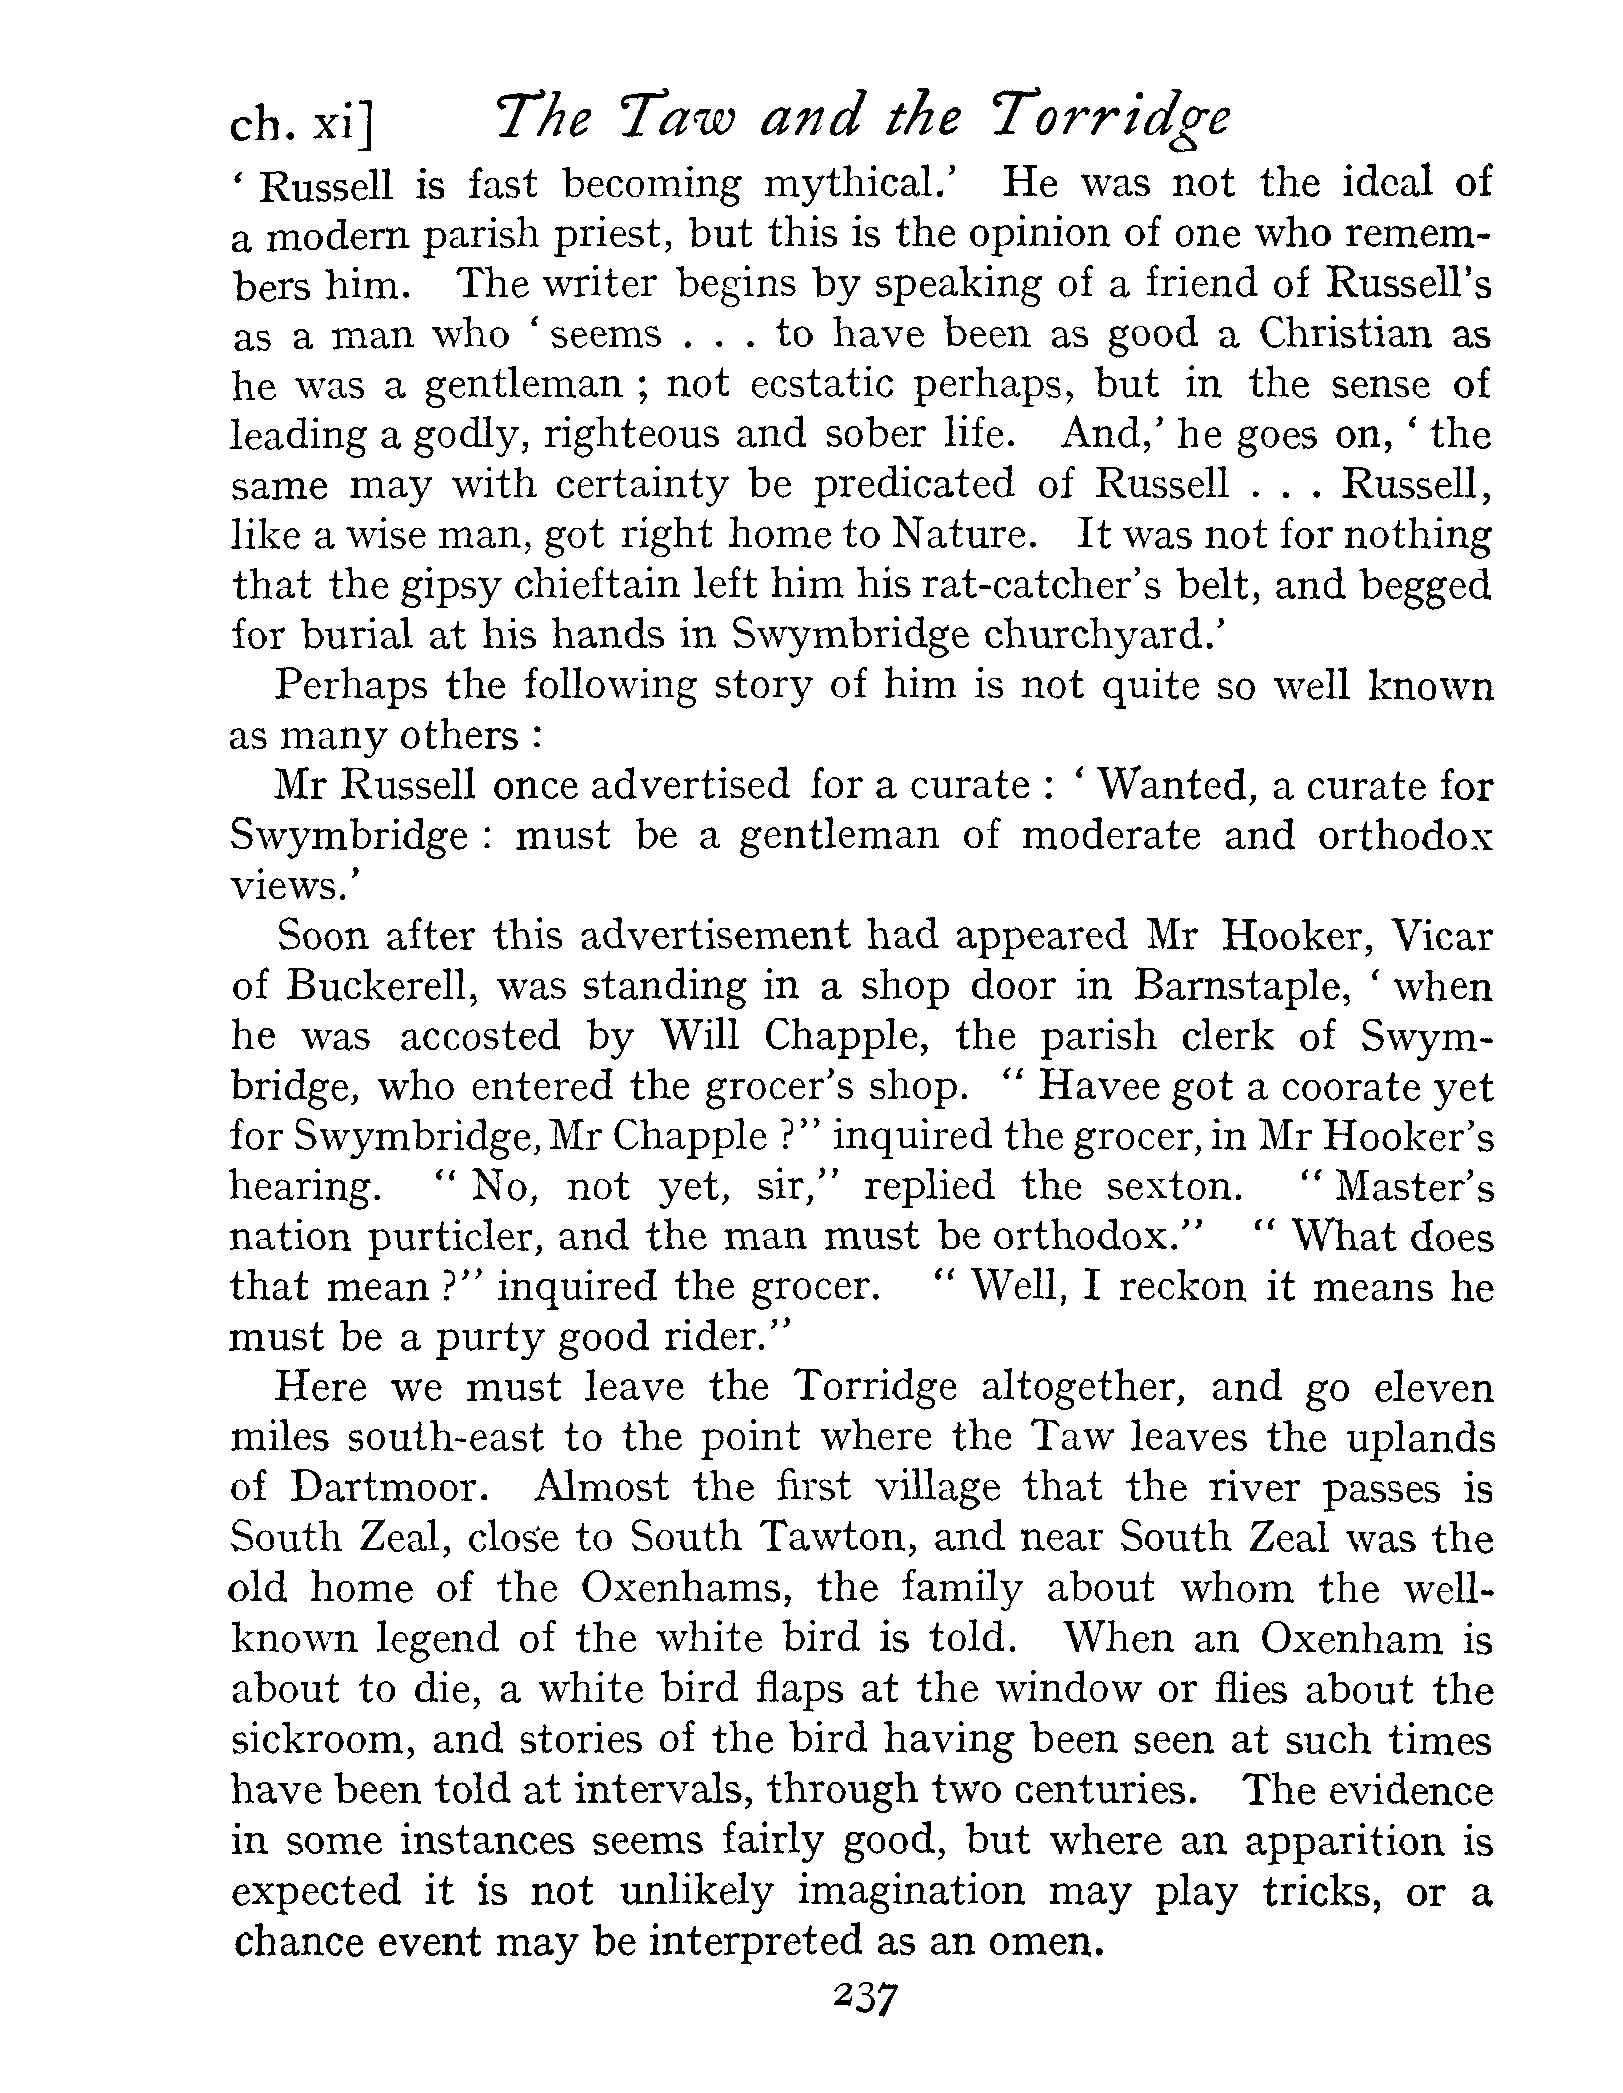 ch. xi] The Taw and the Torridge
‘ Russell is fast becoming mythical.’ He was not the ideal of
a modern parish priest, but this is the opinion of one who remem-
bers him. The writer begins by speaking of a friend of Russell’s
as a man who ‘ seems . . . to have been as good a Christian as
he was a gentleman ; not ecstatic perhaps, but in the sense of
leading a godly, righteous and sober life. And,’ he goes on, ‘ the
same may with certainty be predicated of Russell . . . Russell,
like a wise man, got right home to Nature. It was not for nothing
that the gipsy chieftain left him his rat-catcher’s belt, and begged
for burial at his hands in Swymbridge churchyard.’
Perhaps the following story of him is not quite so well known
as many others :
Mr Russell once advertised for a curate : ‘ Wanted, a curate for
Swymbridge : must be a gentleman of moderate and orthodox
views.’
Soon after this advertisement had appeared Mr Hooker, Vicar
of Buckerell, was standing in a shop door in Barnstaple, ‘ when
he was accosted by Will Chapple, the parish clerk of Swym-
bridge, who entered the grocer’s shop. “ Havee got a coorate yet
for Swymbridge, Mr Chapple ?” inquired the grocer, in Mr Hooker’s
hearing. “ No, not yet, sir,” replied the sexton. “ Master’s
nation purticler, and the man must be orthodox.” “ What does
that mean ?” inquired the grocer. “ Well, I reckon it means he
must be a purty good rider.”
Here we must leave the Torridge altogether, and go eleven
miles south-east to the point where the Taw leaves the uplands
of Dartmoor. Almost the first village that the river passes is
South Zeal, close to South Tawton, and near South Zeal was the
old home of the Oxenhams, the family about whom the well-
known legend of the white bird is told. When an Oxenham is
about to die, a white bird flaps at the window or flies about the
sickroom, and stories of the bird having been seen at such times
have been told at intervals, through two centuries. The evidence
in some instances seems fairly good, but where an apparition is
expected it is not unlikely imagination may play tricks, or a
chance event may be interpreted as an omen.
237